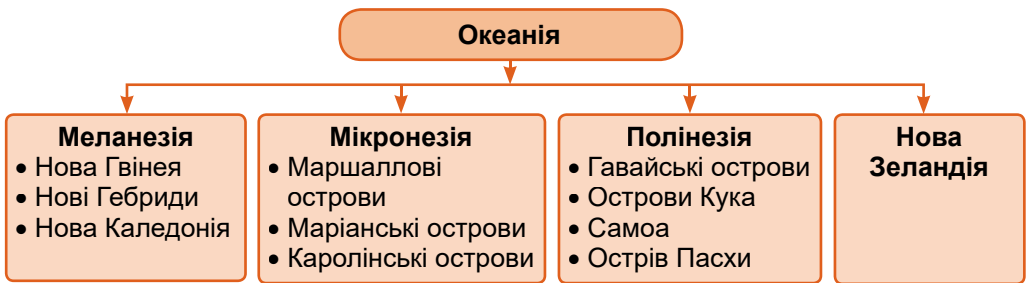 Океанія
Меланезія
• Нова Гвінея
• Нові Гебриди
• Нова Каледонія
Мікронезія
• Маршаллові
острови
• Маріанські острови
• Каролінські острови
Полінезія
• Гавайські острови
• Острови Кука
• Самоа
• Острів Пасхи
Нова
Зеландія